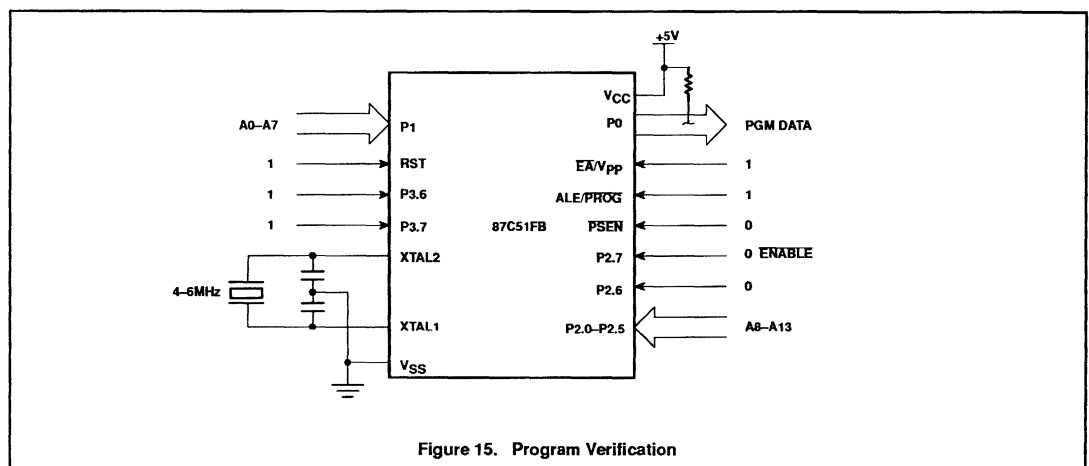 +5V
VCC
A0–A7
P1
P0
PGM DATA
1
RST
EA/VPP
1
1
P3.6
ALE/PROG
1
1
P3.7
87C51FB
PSEN
0
XTAL2
P2.7
0 ENABLE
4–6MHz
P2.6
0
XTAL1
P2.0–P2.5
A8–A13
VSS
Figure 15. Program Verification